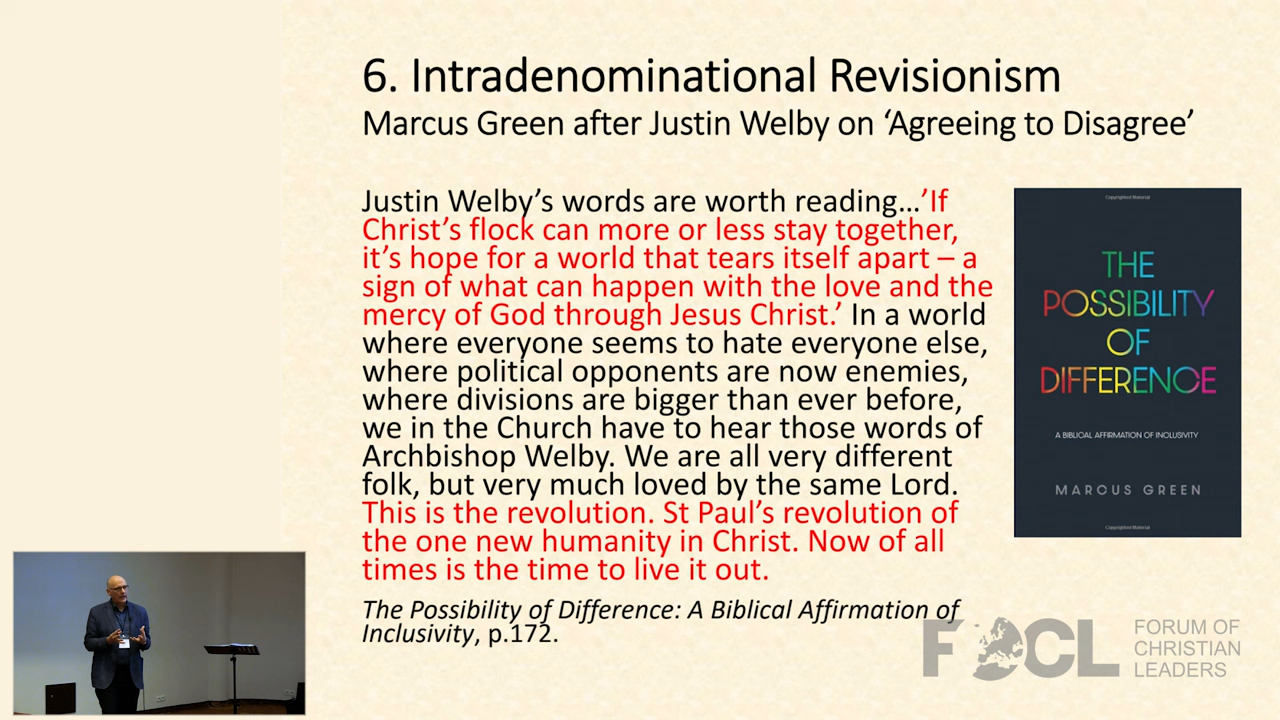 6. Intradenominational Revisionism
Marcus Green after Justin Welby on ‘Agreeing to Disagree’
Justin Welby’s words are worth reading…’If
Christ’s flock can more or less stay together,
it’s hope for a world that tears itself apart – a
sign of what can happen with the love and the
mercy of God through Jesus Christ.’ In a world
where everyone seems to hate everyone else,
where political opponents are now enemies,
where divisions are bigger than ever before,
we in the Church have to hear those words of
Archbishop Welby. We are all very different
folk, but very much loved by the same Lord.
This is the revolution. St Paul’s revolution of
the one new humanity in Christ. Now of all
times is the time to live it out.
The Possibility of Difference: A Biblical Affirmation of
Inclusivity, p.172.
Copyrighted Material
THE
POSSIBILITY
OF
DIFFERENCE
A BIBLICAL AFFIRMATION OF INCLUSIVITY
MARCUS GREEN
Copyrighted Material
FOCL
FORUM OF
CHRISTIAN
LEADERS